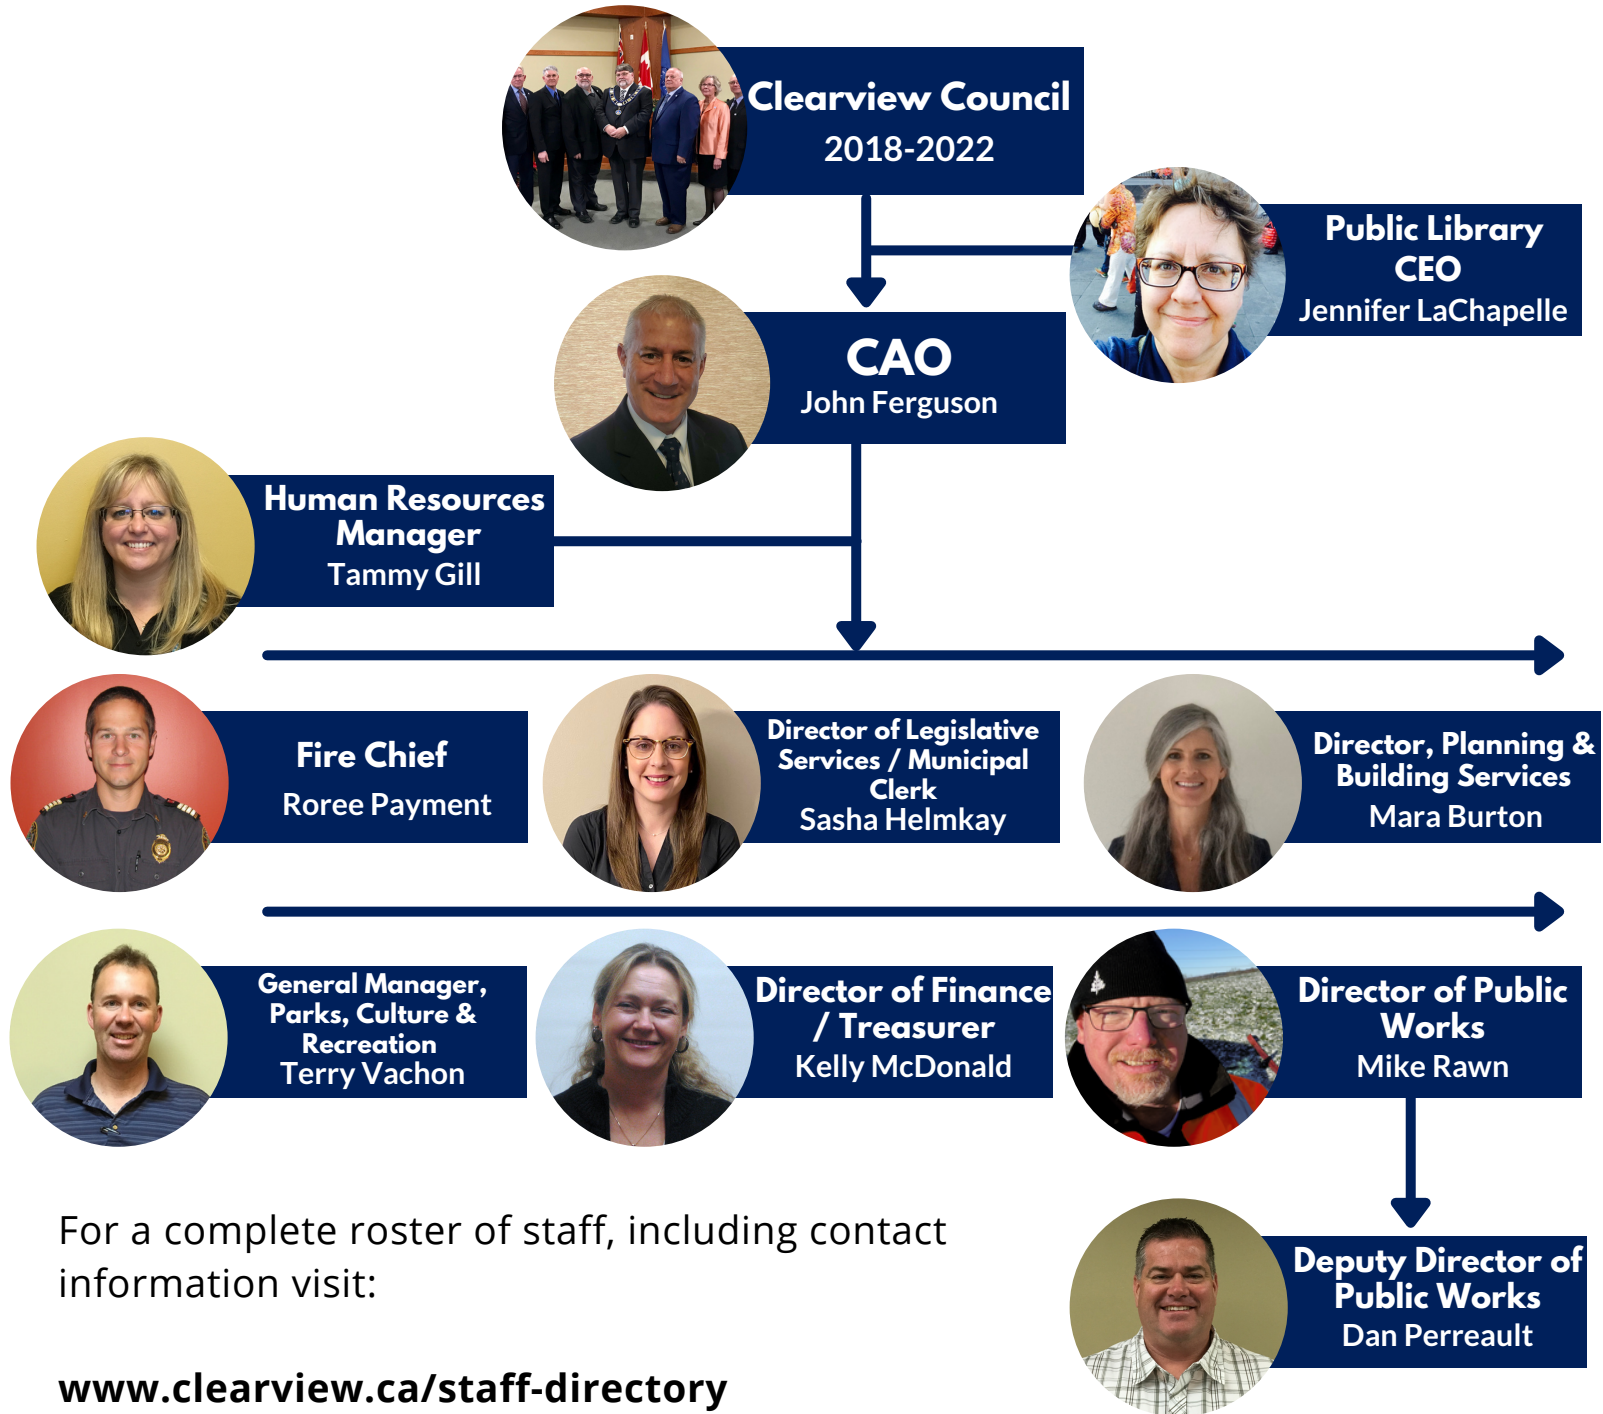 Clearview Council
2018-2022
Public Library
CEO
Jennifer LaChapelle
CAO
John Ferguson
Human Resources
Manager
Tammy Gill
Fire Chief
Roree Payment
Director of Legislative
Services / Municipal
Clerk
Sasha Helmkay
Director, Planning &
Building Services
Mara Burton
General Manager,
Parks, Culture &
Recreation
Terry Vachon
Director of Finance
/ Treasurer
Kelly McDonald
Director of Public
Works
Mike Rawn
Deputy Director of
Public Works
Dan Perreault
For a complete roster of staff, including contact
information visit:
www.clearview.ca/staff-directory